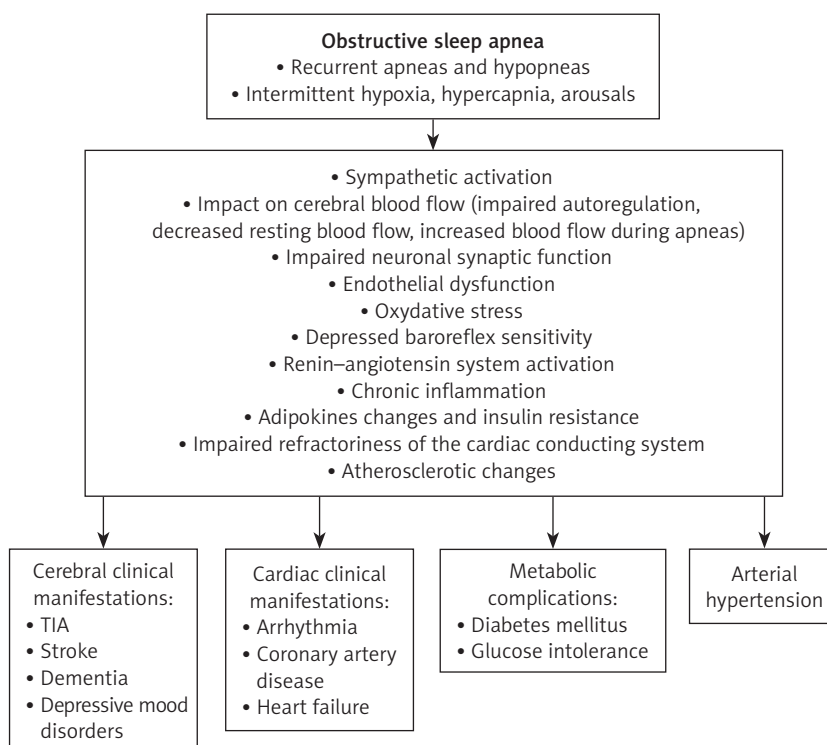 Obstructive sleep apnea
• Recurrent apneas and hypopneas
• Intermittent hypoxia, hypercapnia, arousals
• Sympathetic activation
• Impact on cerebral blood flow (impaired autoregulation,
decreased resting blood flow, increased blood flow during apneas)
• Impaired neuronal synaptic function
• Endothelial dysfunction
• Oxydative stress
• Depressed baroreflex sensitivity
• Renin–angiotensin system activation
• Chronic inflammation
• Adipokines changes and insulin resistance
• Impaired refractoriness of the cardiac conducting system
• Atherosclerotic changes
Cerebral clinical
manifestations:
• TIA
• Stroke
• Dementia
• Depressive mood
disorders
Cardiac clinical
manifestations:
• Arrhythmia
• Coronary artery
disease
• Heart failure
Metabolic
complications:
• Diabetes mellitus
• Glucose intolerance
Arterial
hypertension